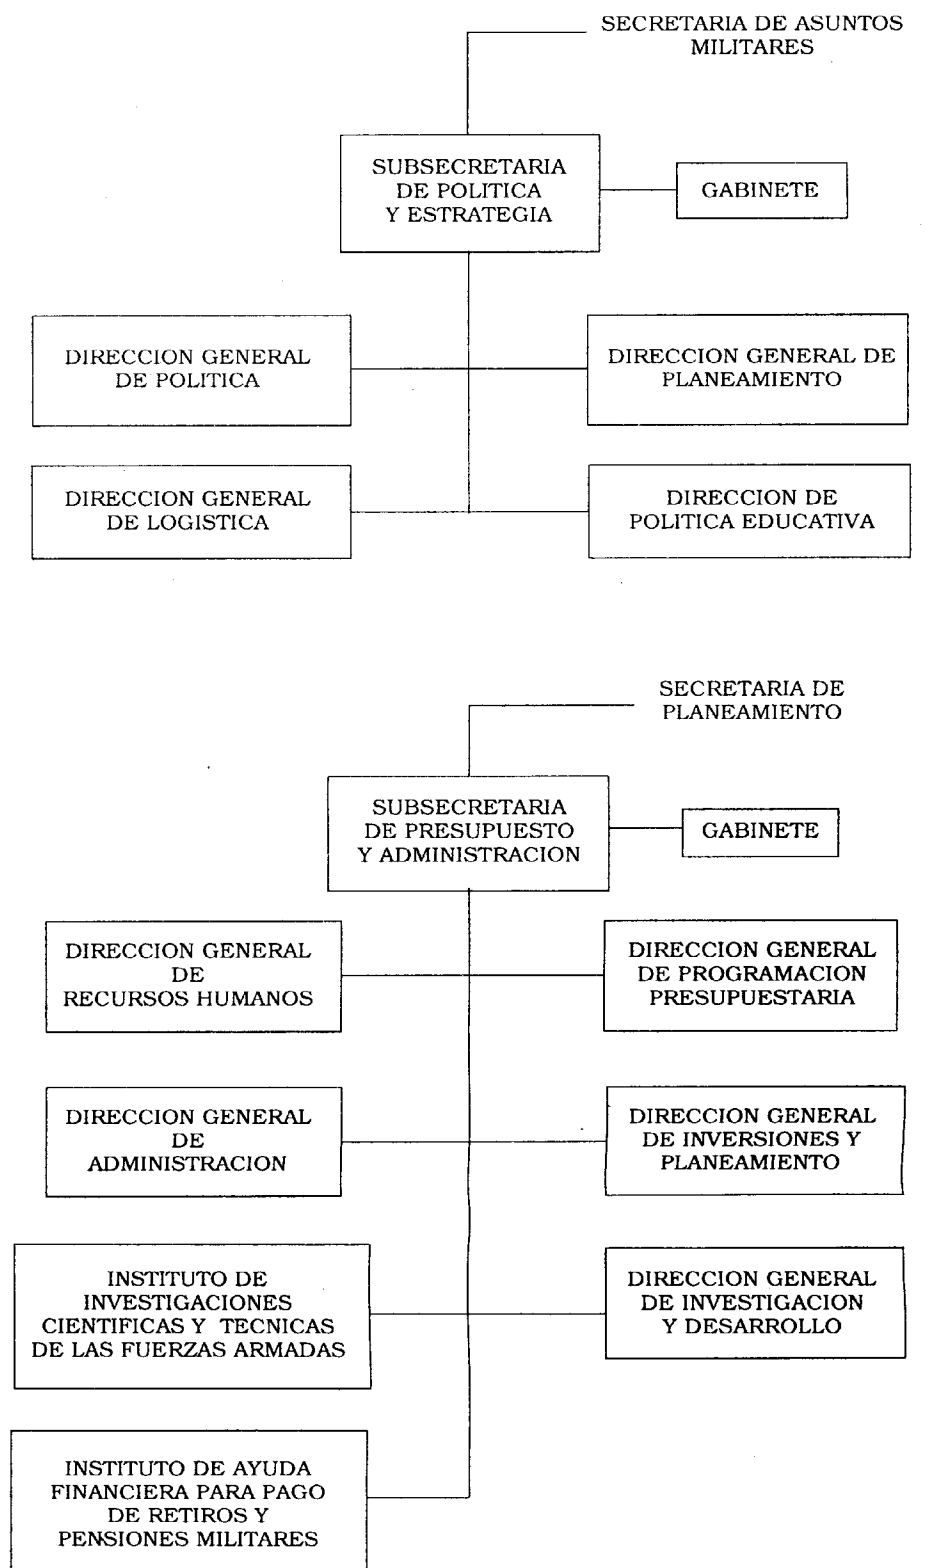 SECRETARIA DE ASUNTOS
MILITARES
SUBSECRETARIA
DE POLITICA
Y ESTRATEGIA
GABINETE
DIRECCION GENERAL
DE POLITICA
DIRECCION GENERAL DE
PLANEAMIENTO
DIRECCION GENERAL
DE LOGISTICA
DIRECCION DE
POLITICA EDUCATIVA
SECRETARIA DE
PLANEAMIENTO
SUBSECRETARIA
DE PRESUPUESTO
Y ADMINISTRACION
GABINETE
DIRECCION GENERAL
DE
RECURSOS HUMANOS
DIRECCION GENERAL
DE PROGRAMACION
PRESUPUESTARIA
DIRECCION GENERAL
DE
ADMINISTRACION
DIRECCION GENERAL
DE INVERSIONES Y
PLANEAMIENTO
INSTITUTO DE
INVESTIGACIONES
CIENTIFICAS Y TECNICAS
DE LAS FUERZAS ARMADAS
DIRECCION GENERAL
DE INVESTIGACION
Y DESARROLLO
INSTITUTO DE AYUDA
FINANCIERA PARA PAGO
DE RETIROS Y
PENSIONES MILITARES